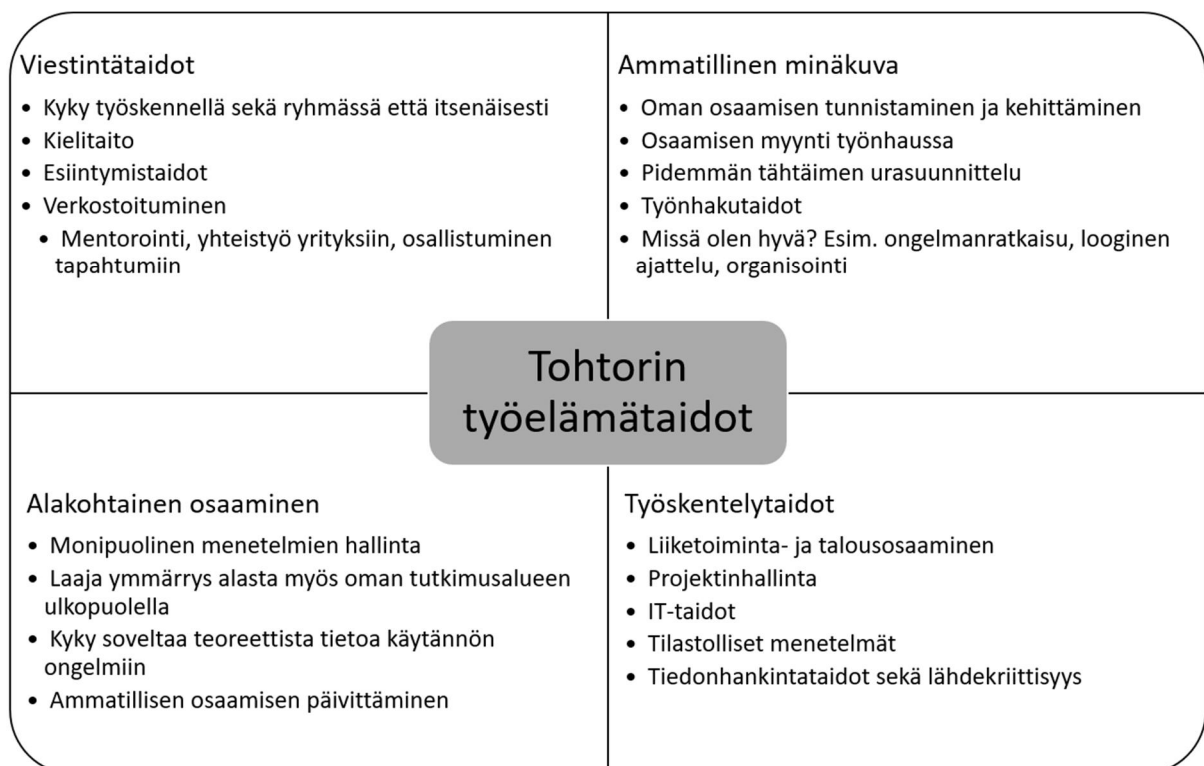 Viestintätaidot
• Kyky työskennellä sekä ryhmässä että itsenäisesti
• Kielitaito
• Esiintymistaidot
• Verkostoituminen
• Mentorointi, yhteistyö yrityksiin, osallistuminen
tapahtumiin
Ammatillinen minäkuva
• Oman osaamisen tunnistaminen ja kehittäminen
• Osaamisen myynti työnhaussa
• Pidemmän tähtäimen urasuunnittelu
• Työnhakutaidot
• Missä olen hyvä? Esim. ongelmanratkaisu, looginen
ajattelu, organisointi
Tohtorin
työelämätaidot
Alakohtainen osaaminen
• Monipuolinen menetelmien hallinta
• Laaja ymmärrys alasta myös oman tutkimusalueen
ulkopuolella
• Kyky soveltaa teoreettista tietoa käytännön
ongelmiin
• Ammatillisen osaamisen päivittäminen
Työskentelytaidot
• Liiketoiminta- ja talousosaaminen
• Projektinhallinta
• IT-taidot
• Tilastolliset menetelmät
• Tiedonhankintataidot sekä lähdekriittisyys